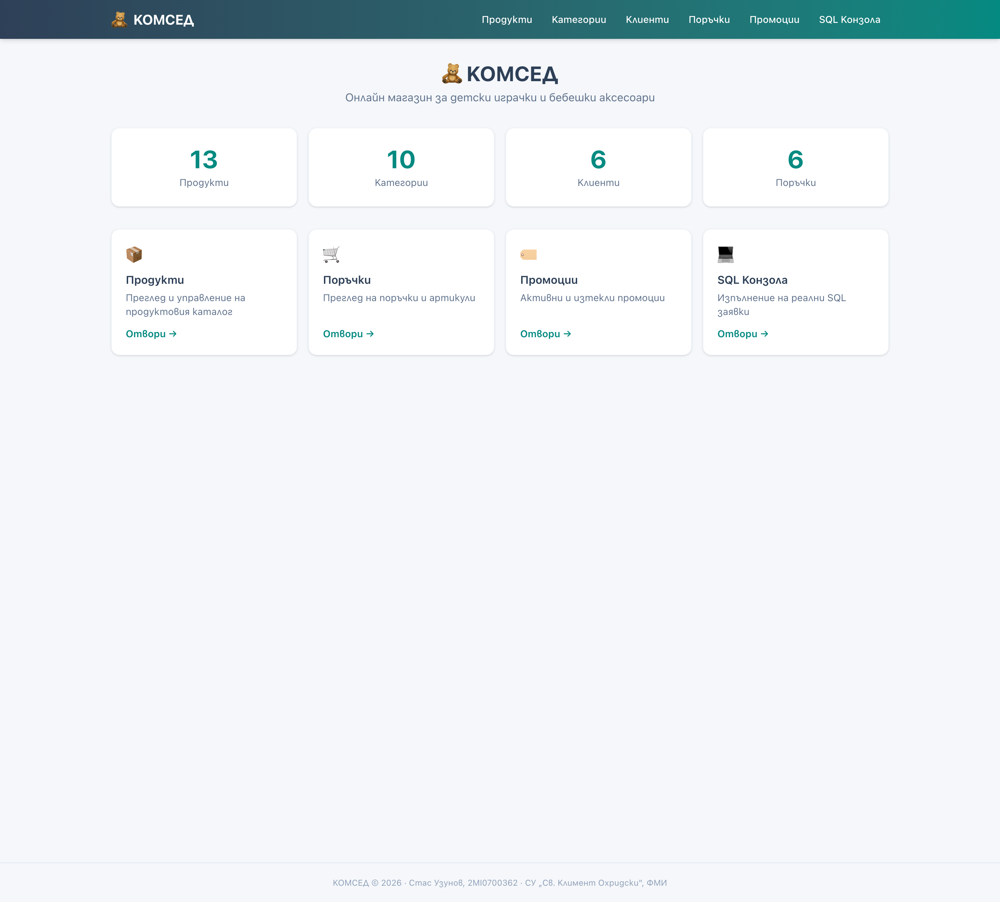 КОМСЕД
Продукти Категории Клиенти Поръчки Промоции SQL Конзола
КОМСЕД
Онлайн магазин за детски играчки и бебешки аксесоари
13
Продукти
10
Категории
6
Клиенти
6
Поръчки
Продукти
Преглед и управление на
продуктовия каталог
Отвори →
Поръчки
Преглед на поръчки и артикули
Отвори →
Промоции
Активни и изтекли промоции
Отвори →
SQL Конзола
Изпълнение на реални SQL
заявки
Отвори →
КОМСЕД © 2026 · Стас Узунов, 2MI0700362 · СУ „Св. Климент Охридски", ФМИ